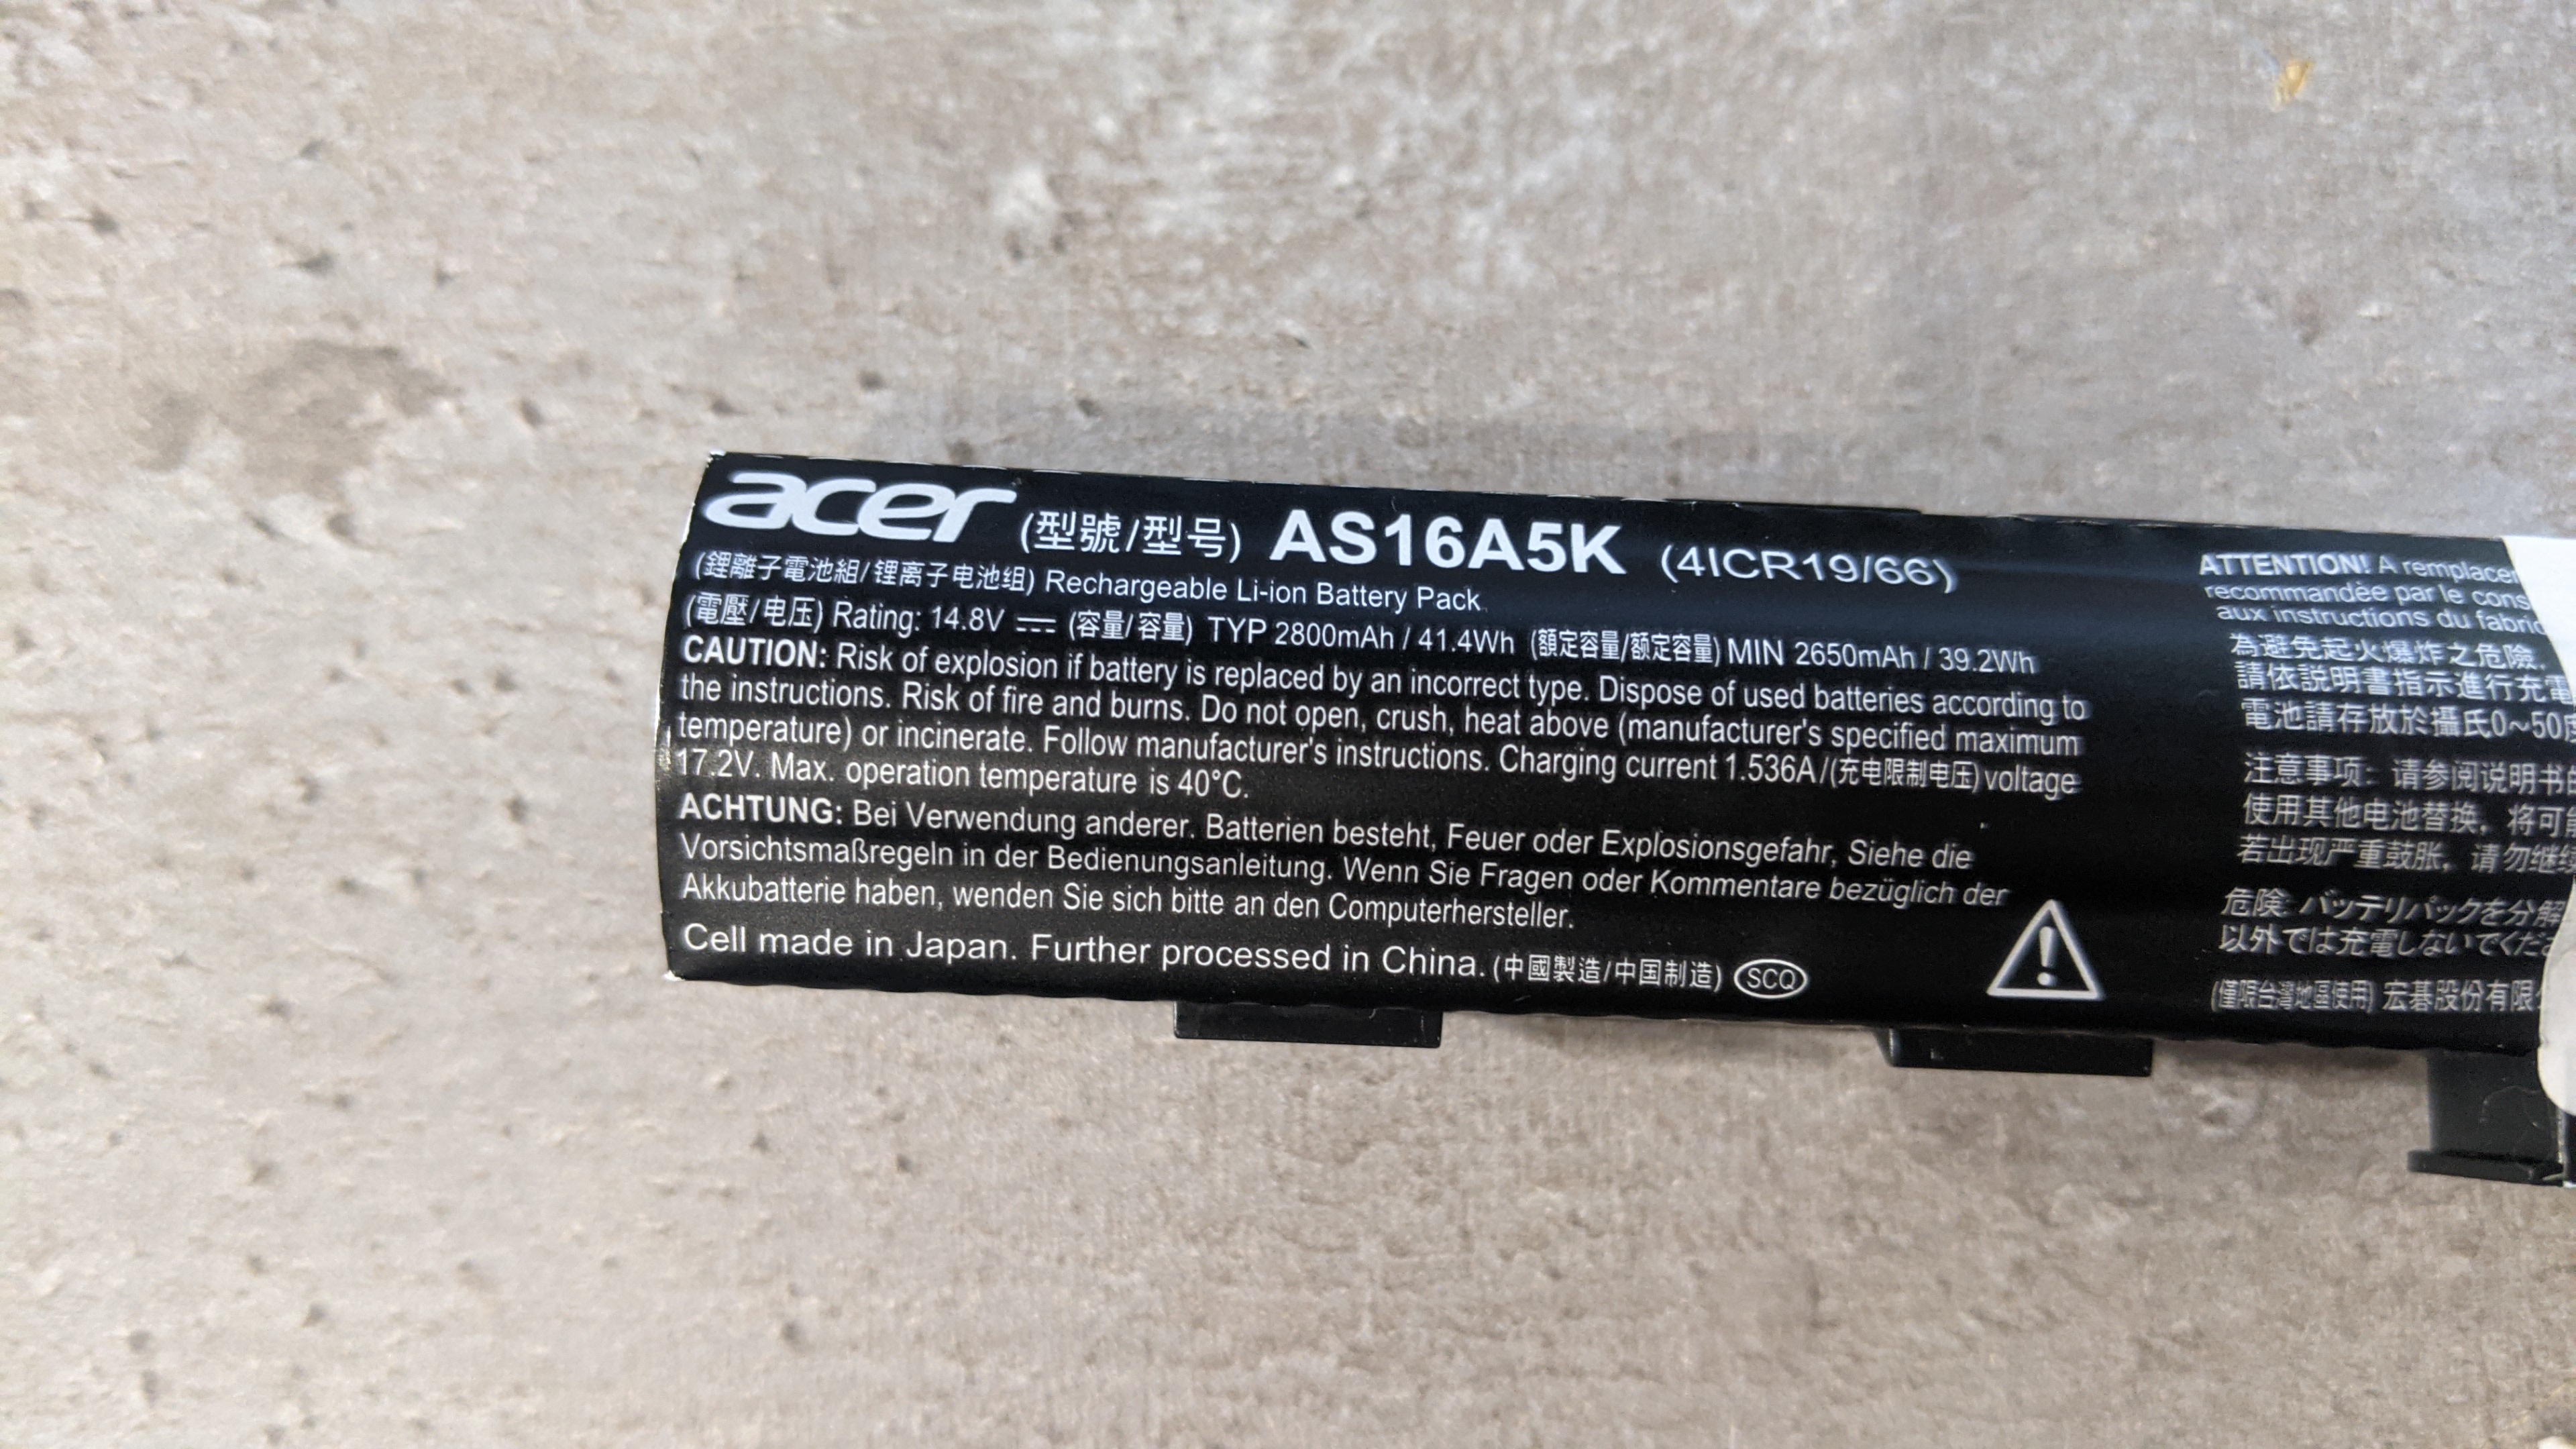 acer (型號/型号) AS16A5K (4ICR19/66)
(鋰離子電池組/锂离子电池组) Rechargeable Li-ion Battery Pack
(電壓/电压) Rating: 14.8V ⎓ (容量/容量) TYP 2800mAh / 41.4Wh (額定容量/额定容量) MIN 2650mAh / 39.2Wh
CAUTION: Risk of explosion if battery is replaced by an incorrect type. Dispose of used batteries according to
the instructions. Risk of fire and burns. Do not open, crush, heat above (manufacturer's specified maximum
temperature) or incinerate. Follow manufacturer's instructions. Charging current 1.536A/(充电限制电压)voltage
17.2V. Max. operation temperature is 40°C.
ACHTUNG: Bei Verwendung anderer. Batterien besteht, Feuer oder Explosionsgefahr, Siehe die
Vorsichtsmaßregeln in der Bedienungsanleitung. Wenn Sie Fragen oder Kommentare bezüglich der
Akkubatterie haben, wenden Sie sich bitte an den Computerhersteller.
Cell made in Japan. Further processed in China. (中國製造/中国制造) SCQ
ATTENTION! A remplacer
recommandèe par le cons
aux instructions du fabric
為避免起火爆炸之危險,
請依説明書指示進行充電
電池請存放於攝氏0~50
注意事项: 请参阅说明书
使用其他电池替换, 将可
若出现严重鼓胀, 请勿继
危険: バッテリパックを分解
以外では充電しないでくだ
(僅限台灣地區使用) 宏碁股份有限